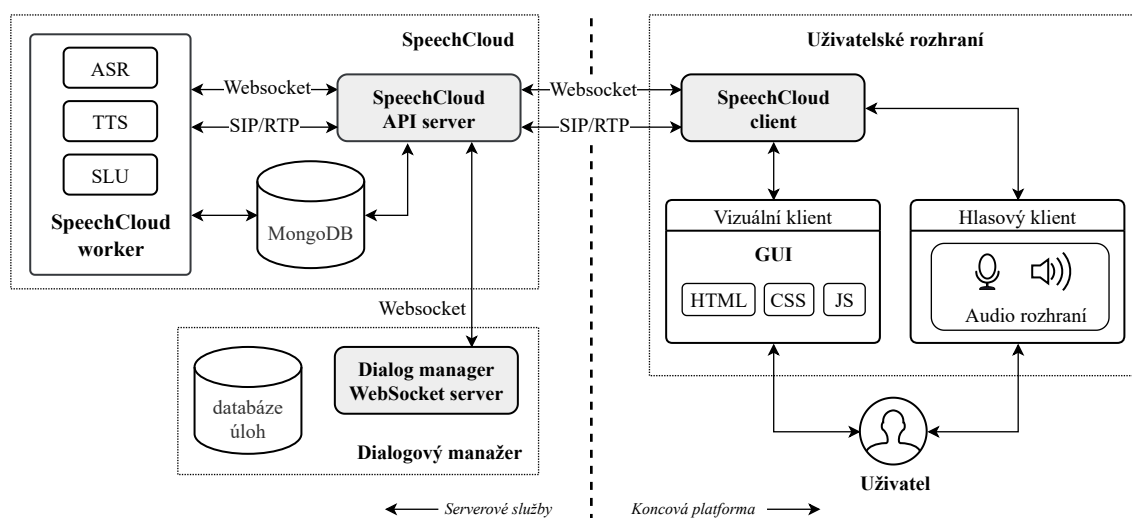 SpeechCloud
ASR
TTS
SLU
SpeechCloud
worker
Websocket
SIP/RTP
SpeechCloud
API server
MongoDB
Websocket
SIP/RTP
Websocket
databáze
úloh
Dialog manager
WebSocket server
Dialogový manažer
Uživatelské rozhraní
SpeechCloud
client
Vizuální klient
GUI
HTML
CSS
JS
Hlasový klient
Audio rozhraní
Uživatel
Serverové služby
Koncová platforma